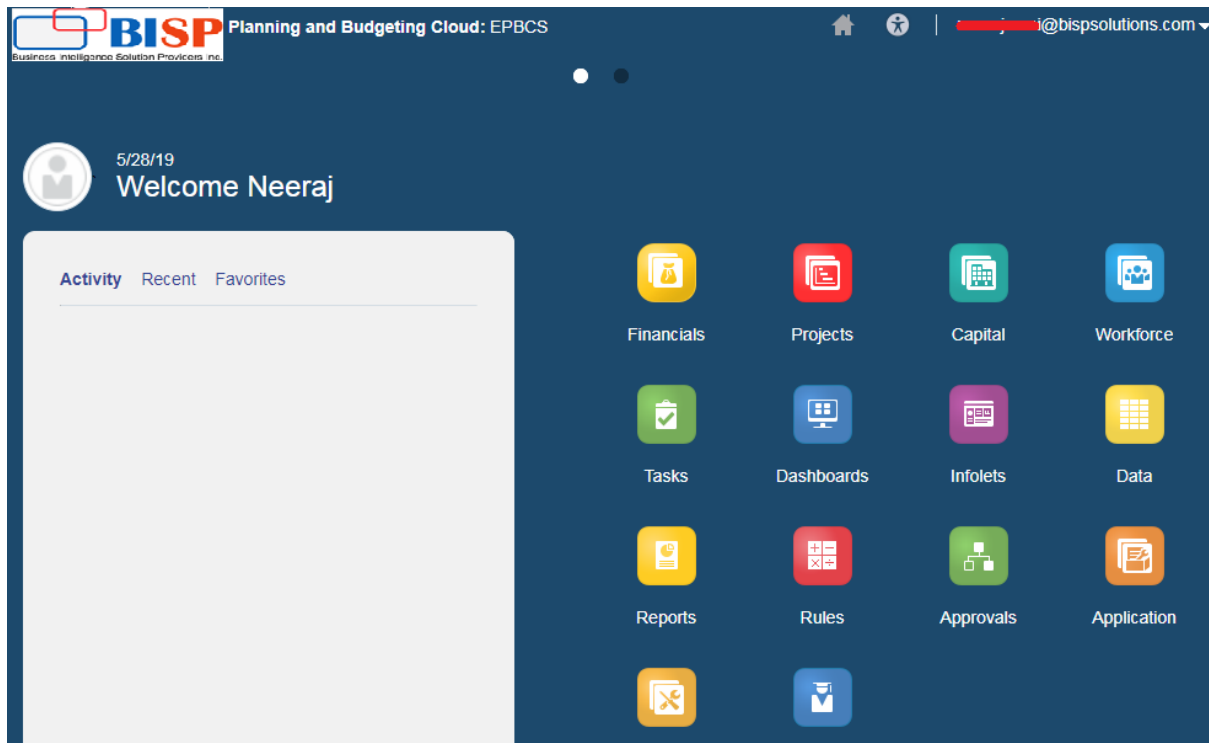 BISP
Business Intelligence Solution Providers Inc.
Planning and Budgeting Cloud: EPBCS
@bispsolutions.com
5/28/19
Welcome Neeraj
Activity Recent Favorites
Financials Projects Capital Workforce
Tasks Dashboards Infolets Data
Reports Rules Approvals Application